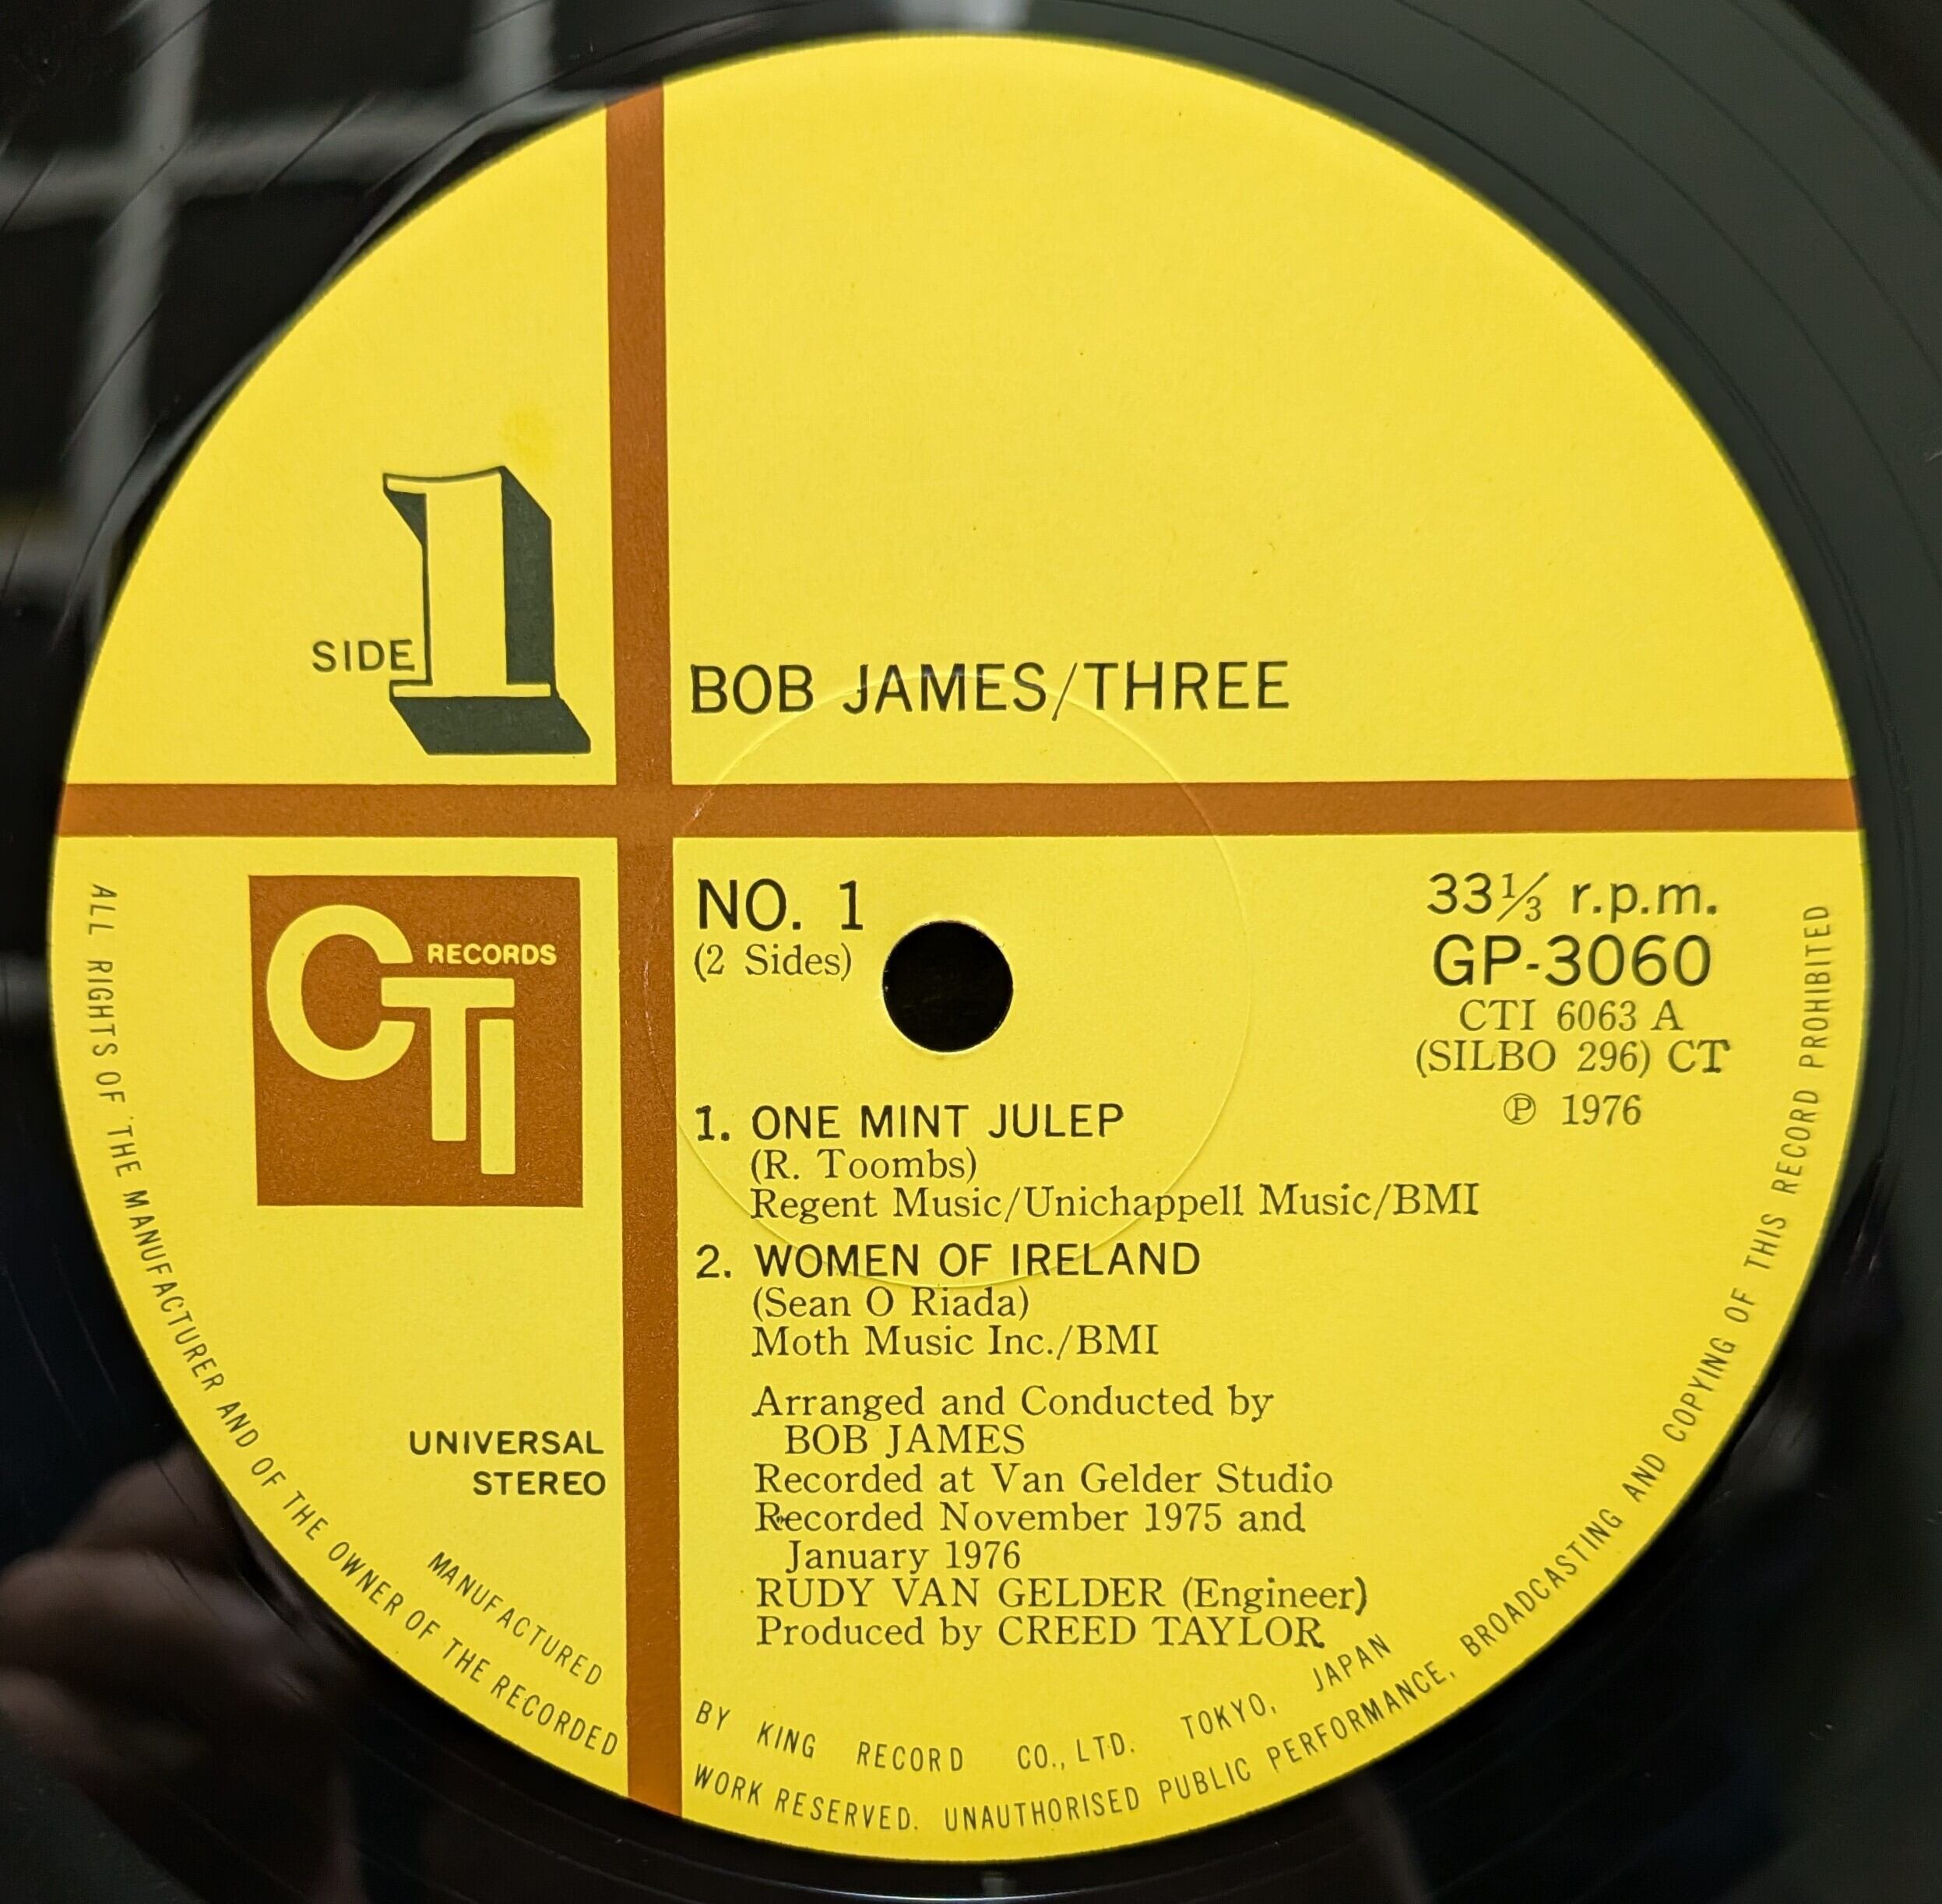 SIDE 1
BOB JAMES/THREE
CTI RECORDS
NO. 1
(2 Sides)
33⅓ r.p.m.
GP-3060
CTI 6063 A
(SILBO 296) CT
℗ 1976
1. ONE MINT JULEP
(R. Toombs)
Regent Music/Unichappell Music/BMI
2. WOMEN OF IRELAND
(Sean O Riada)
Moth Music Inc./BMI
Arranged and Conducted by
BOB JAMES
Recorded at Van Gelder Studio
Recorded November 1975 and
January 1976
RUDY VAN GELDER (Engineer)
Produced by CREED TAYLOR
UNIVERSAL
STEREO
MANUFACTURED BY KING RECORD CO., LTD. TOKYO, JAPAN
ALL RIGHTS OF THE MANUFACTURER AND OF THE OWNER OF THE RECORDED WORK RESERVED. UNAUTHORISED PUBLIC PERFORMANCE, BROADCASTING AND COPYING OF THIS RECORD PROHIBITED